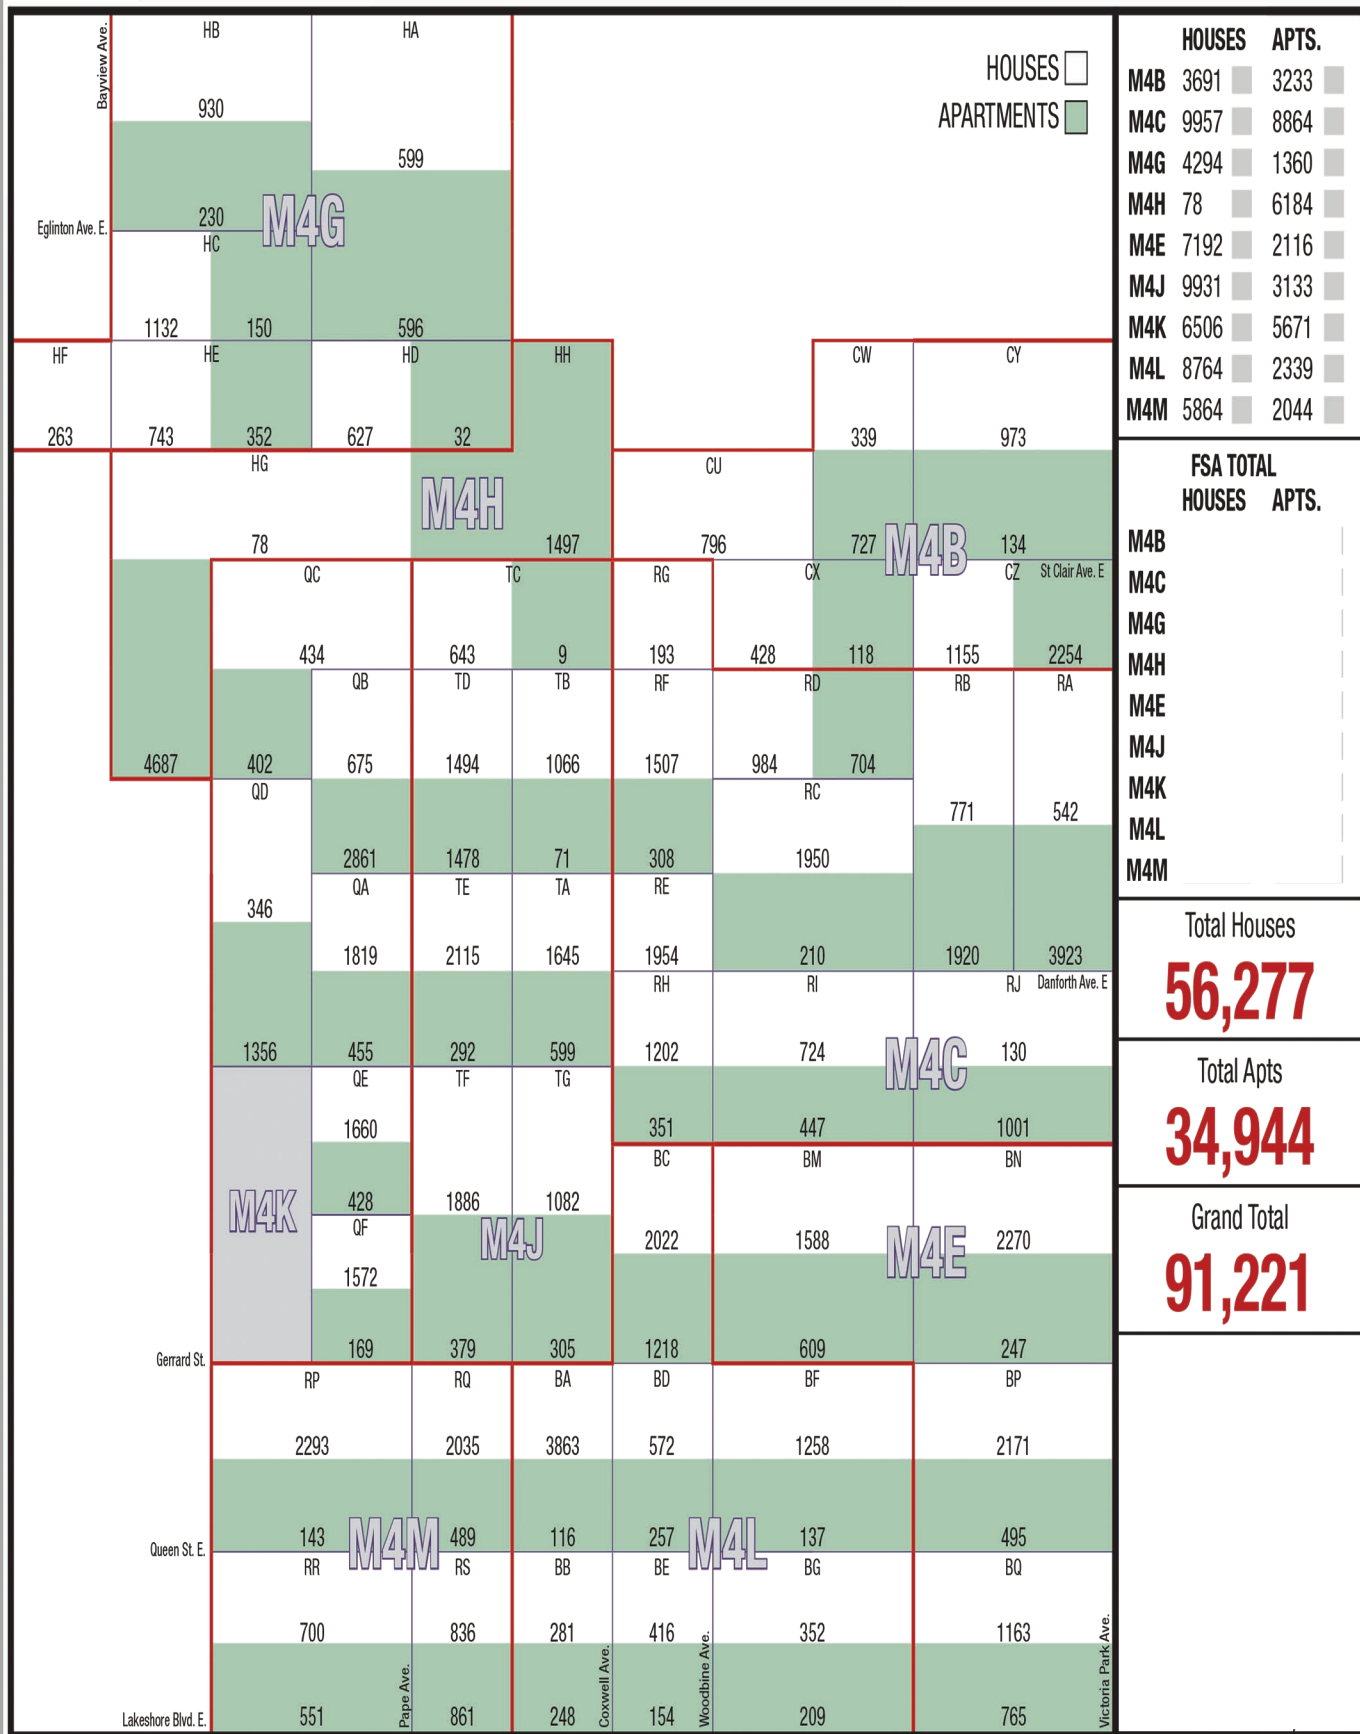 Bayview Ave.
HB
HA
HOUSES
APARTMENTS
930
599
M4G
Eglinton Ave. E.
230
HC
1132
150
596
HF
HE
HD
HH
CW
CY
263
743
352
627
32
339
973
HG
CU
M4H
78
1497
796
727
M4B
134
QC
TC
RG
CX
CZ
St Clair Ave. E
434
643
9
193
428
118
1155
2254
QB
TD
TB
RF
RD
RB
RA
4687
402
675
1494
1066
1507
984
704
QD
RC
771
542
2861
1478
71
308
1950
QA
TE
TA
RE
346
1819
2115
1645
1954
210
1920
3923
RH
RI
RJ
Danforth Ave. E
1356
455
292
599
1202
724
M4C
130
QE
TF
TG
1660
351
447
1001
BC
BM
BN
M4K
428
1886
1082
QF
M4J
2022
1588
M4E
2270
1572
Gerrard St.
169
379
305
1218
609
247
RP
RQ
BA
BD
BF
BP
2293
2035
3863
572
1258
2171
Queen St. E.
143
M4M
489
116
257
M4L
137
495
RR
RS
BB
BE
BG
BQ
700
836
281
416
352
1163
Lakeshore Blvd. E.
551
Pape Ave.
861
248
Coxwell Ave.
154
Woodbine Ave.
209
765
Victoria Park Ave.
HOUSES APTS.
M4B 3691 3233
M4C 9957 8864
M4G 4294 1360
M4H 78 6184
M4E 7192 2116
M4J 9931 3133
M4K 6506 5671
M4L 8764 2339
M4M 5864 2044
FSA TOTAL
HOUSES APTS.
M4B
M4C
M4G
M4H
M4E
M4J
M4K
M4L
M4M
Total Houses
56,277
Total Apts
34,944
Grand Total
91,221